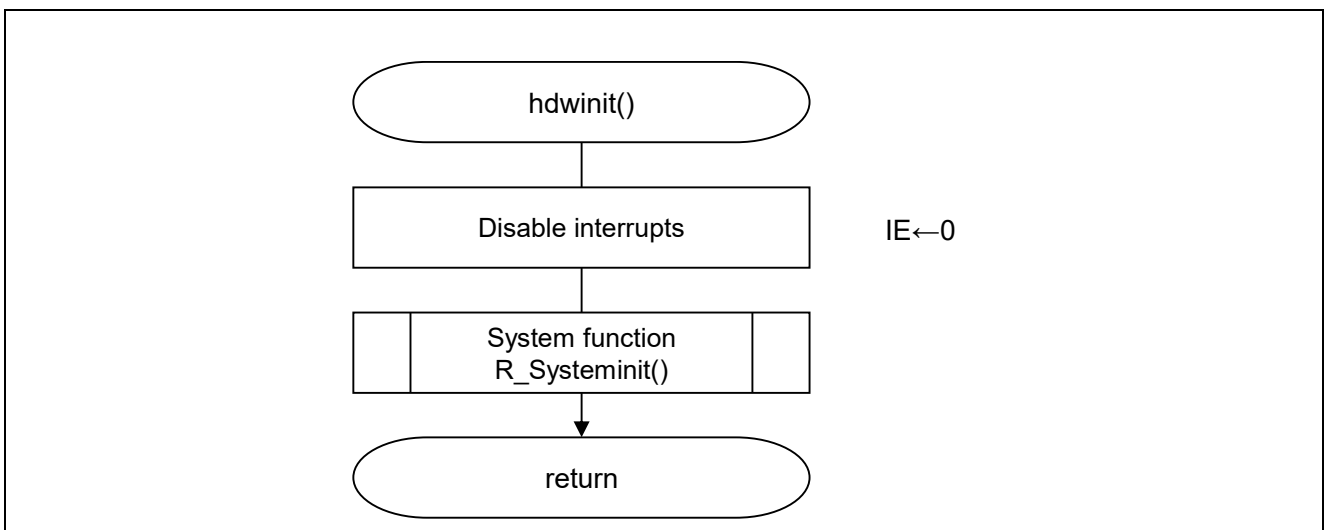 hdwinit()
Disable interrupts
IE←0
System function
R_Systeminit()
return